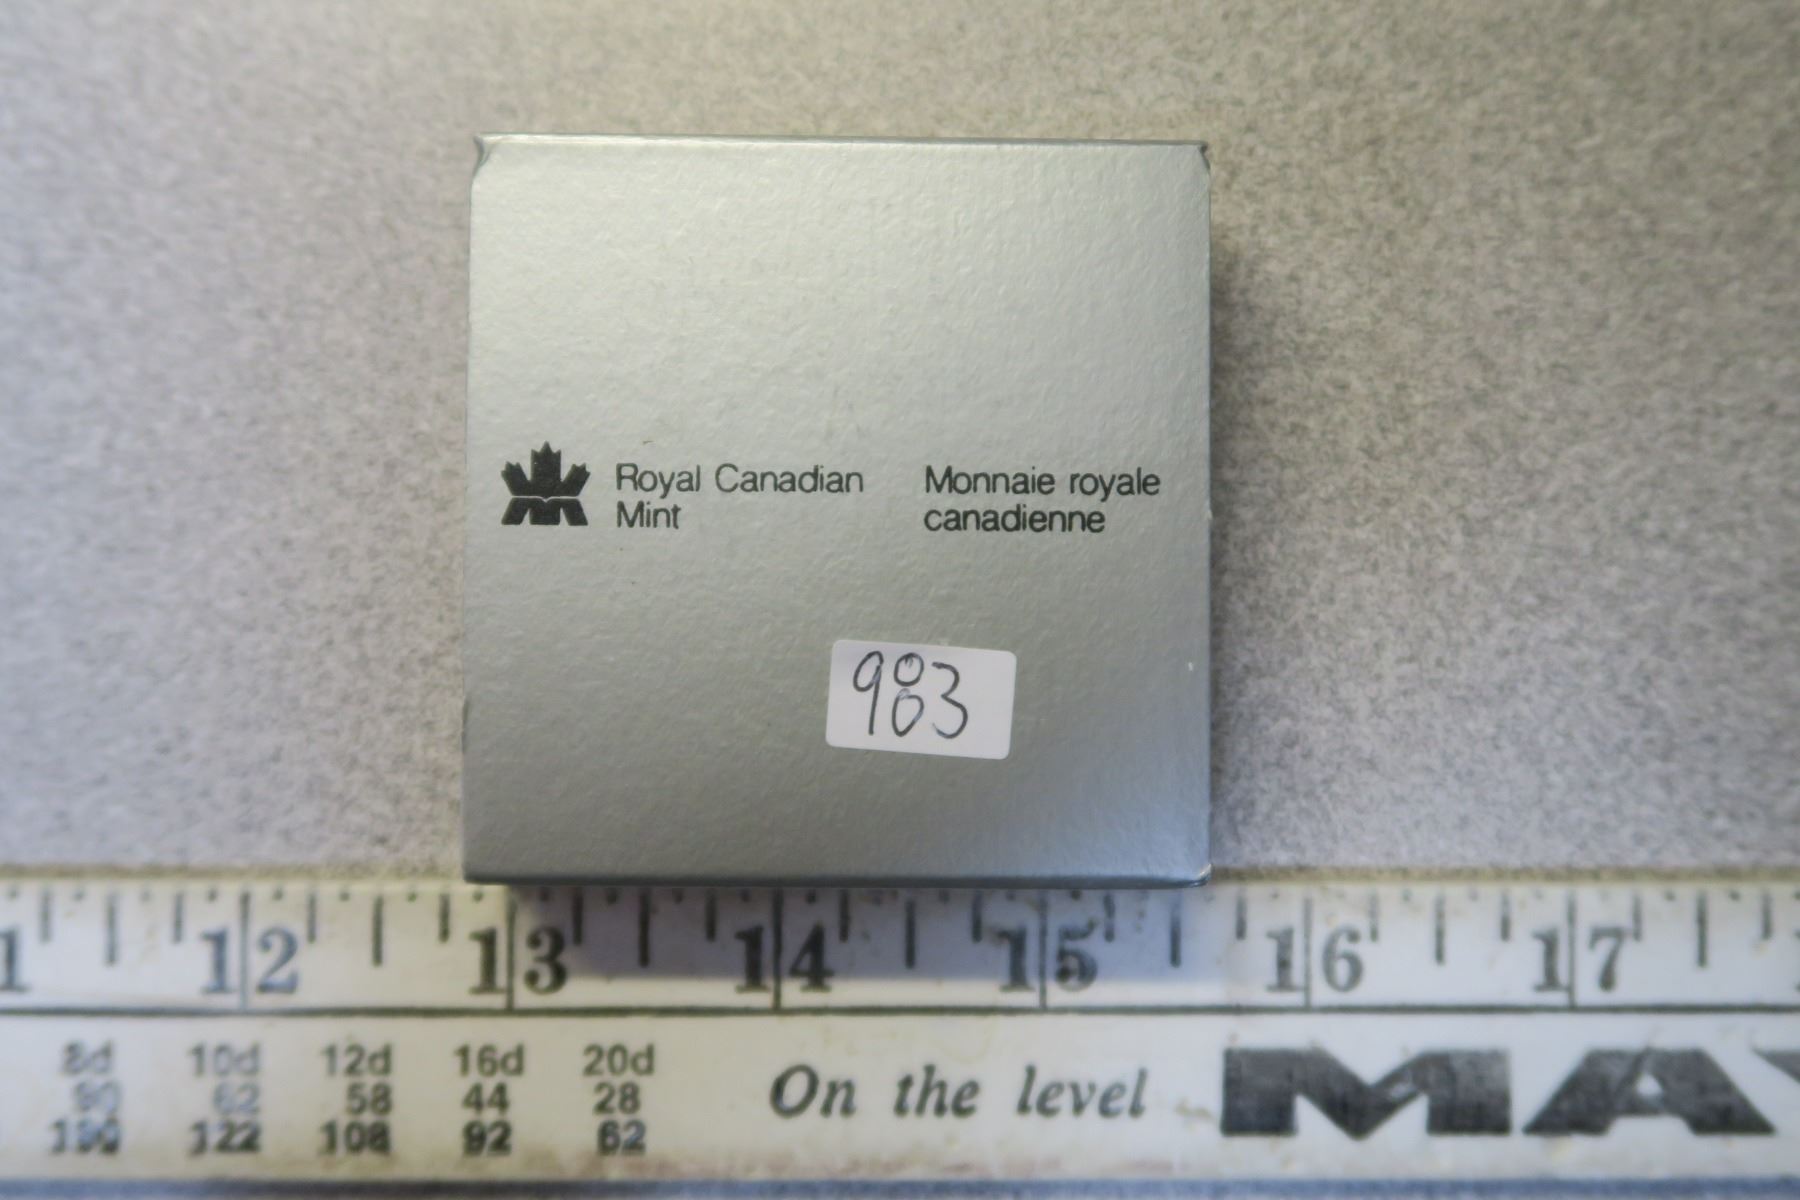 Royal Canadian Mint
Monnaie royale canadienne
983
1 12 13 14 15 16 17
8d 10d 12d 16d 20d
58 44 28
122 108 92 62
On the level MA